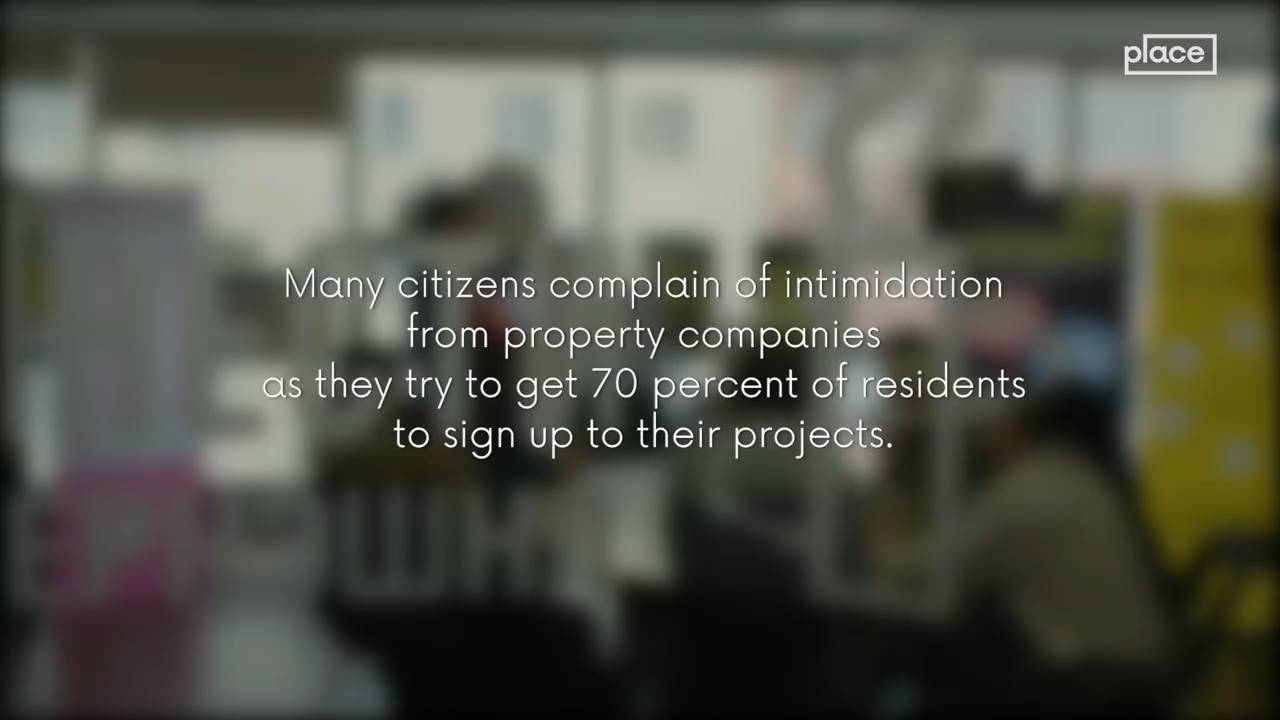 place
Many citizens complain of intimidation
from property companies
as they try to get 70 percent of residents
to sign up to their projects.